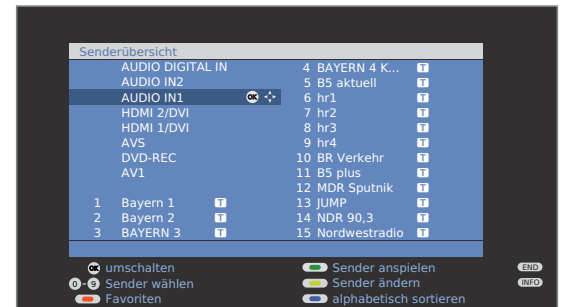 Senderübersicht
AUDIO DIGITAL IN
AUDIO IN2
AUDIO IN1 OK
HDMI 2/DVI
HDMI 1/DVI
AVS
DVD-REC
AV1
1 Bayern 1 T
2 Bayern 2 T
3 BAYERN 3 T
4 BAYERN 4 K... T
5 B5 aktuell T
6 hr1 T
7 hr2 T
8 hr3 T
9 hr4 T
10 BR Verkehr T
11 B5 plus T
12 MDR Sputnik T
13 JUMP T
14 NDR 90,3 T
15 Nordwestradio T
OK umschalten
0-9 Sender wählen
Favoriten
Sender anspielen
Sender ändern
alphabetisch sortieren
END
INFO